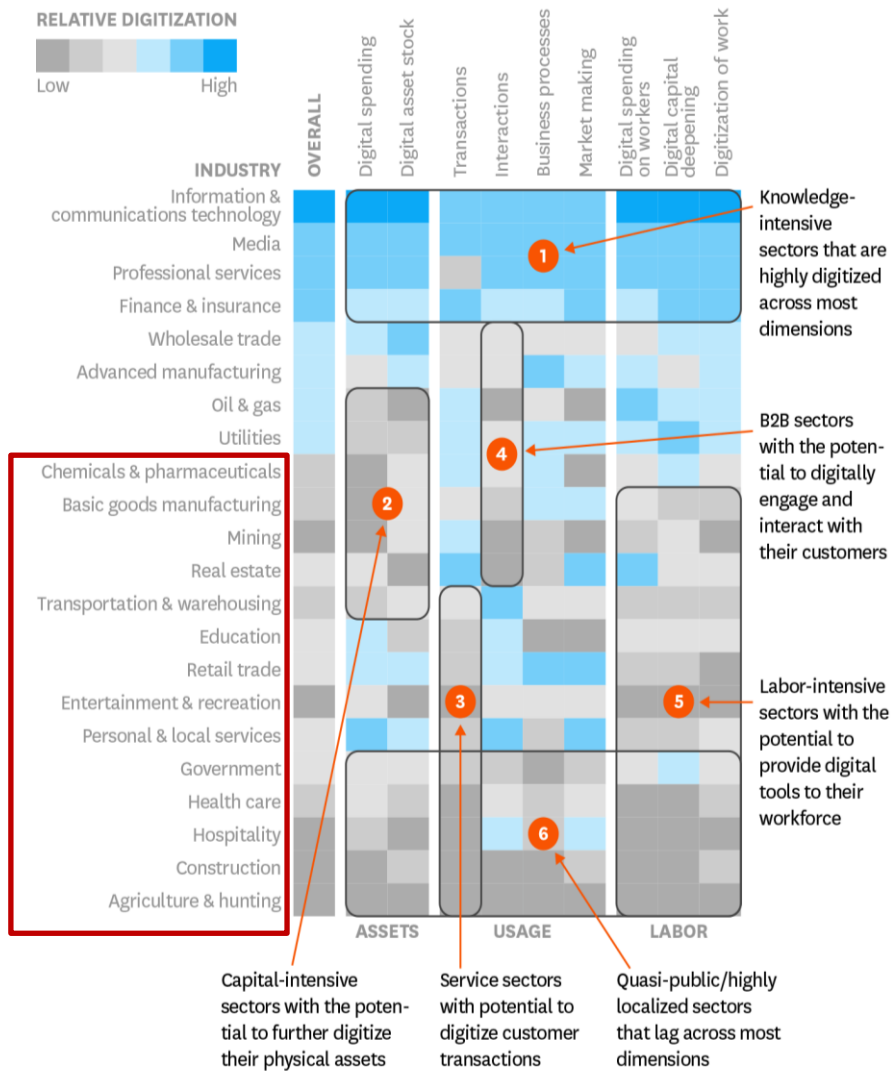 RELATIVE DIGITIZATION
Low
High
INDUSTRY
OVERALL
Digital spending
Digital asset stock
Transactions
Interactions
Business processes
Market making
Digital spending
on workers
Digital capital
deepening
Digitization of work
Information &
communications technology
Media
Professional services
Finance & insurance
Wholesale trade
Advanced manufacturing
Oil & gas
Utilities
Chemicals & pharmaceuticals
Basic goods manufacturing
Mining
Real estate
Transportation & warehousing
Education
Retail trade
Entertainment & recreation
Personal & local services
Government
Health care
Hospitality
Construction
Agriculture & hunting
1
2
4
3
5
6
Knowledge-
intensive
sectors that are
highly digitized
across most
dimensions
B2B sectors
with the poten-
tial to digitally
engage and
interact with
their customers
Labor-intensive
sectors with the
potential to
provide digital
tools to their
workforce
ASSETS
USAGE
LABOR
Capital-intensive
sectors with the poten-
tial to further digitize
their physical assets
Service sectors
with potential to
digitize customer
transactions
Quasi-public/highly
localized sectors
that lag across most
dimensions